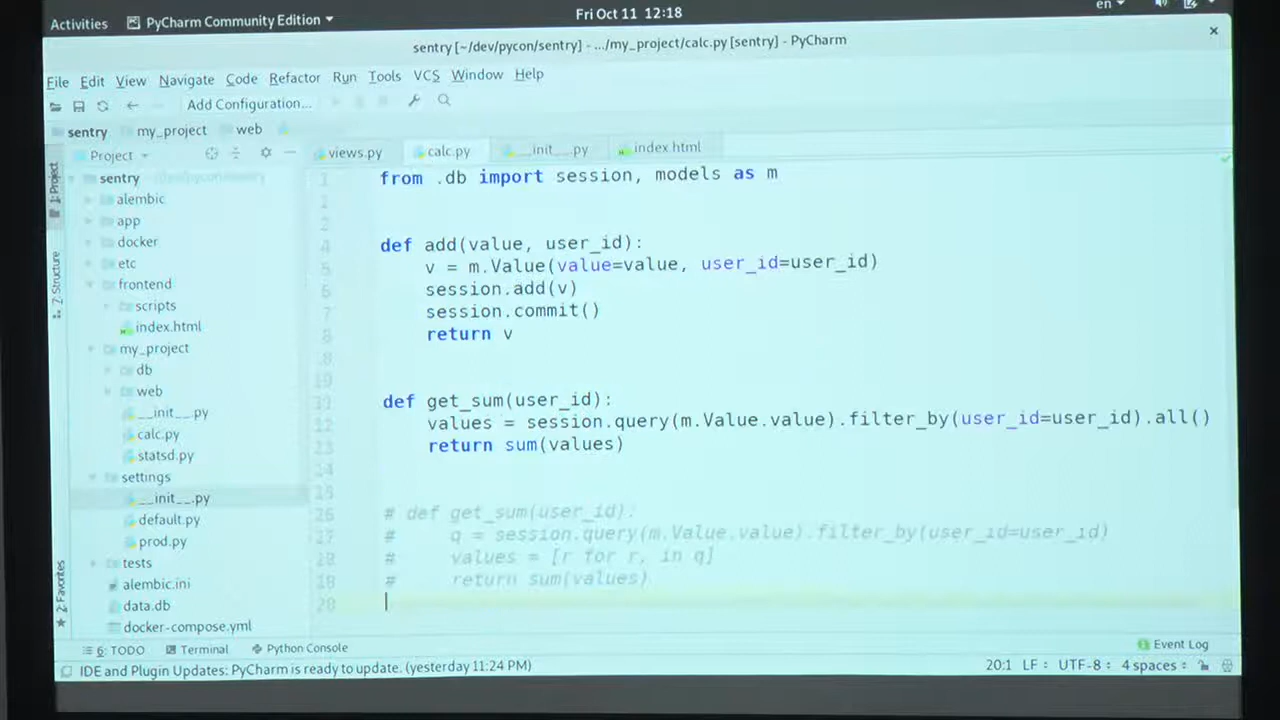 Activities PyCharm Community Edition Fri Oct 11 12:18 en
sentry [~/dev/pycon/sentry] - .../my_project/calc.py [sentry] - PyCharm
File Edit View Navigate Code Refactor Run Tools VCS Window Help
Add Configuration...
sentry my_project web
Project views.py calc.py __init__.py index.html
1: Project
7: Structure
2: Favorites
sentry ~/dev/pycon/sentry
alembic
app
docker
etc
frontend
scripts
index.html
my_project
db
web
__init__.py
calc.py
statsd.py
settings
__init__.py
default.py
prod.py
tests
alembic.ini
data.db
docker-compose.yml
from .db import session, models as m
def add(value, user_id):
v = m.Value(value=value, user_id=user_id)
session.add(v)
session.commit()
return v
def get_sum(user_id):
values = session.query(m.Value.value).filter_by(user_id=user_id).all()
return sum(values)
# def get_sum(user_id):
# q = session.query(m.Value.value).filter_by(user_id=user_id)
# values = [r for r, in q]
# return sum(values)
6: TODO Terminal Python Console Event Log
IDE and Plugin Updates: PyCharm is ready to update. (yesterday 11:24 PM) 20:1 LF: UTF-8: 4 spaces: